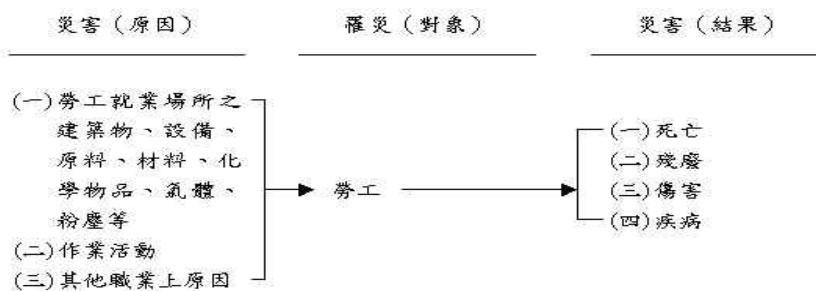 災害（原因） 罹災（對象） 災害（結果）
(一)勞工就業場所之
建築物、設備、
原料、材料、化
學物品、氣體、
粉塵等
(二)作業活動
(三)其他職業上原因
勞工
(一)死亡
(二)殘廢
(三)傷害
(四)疾病